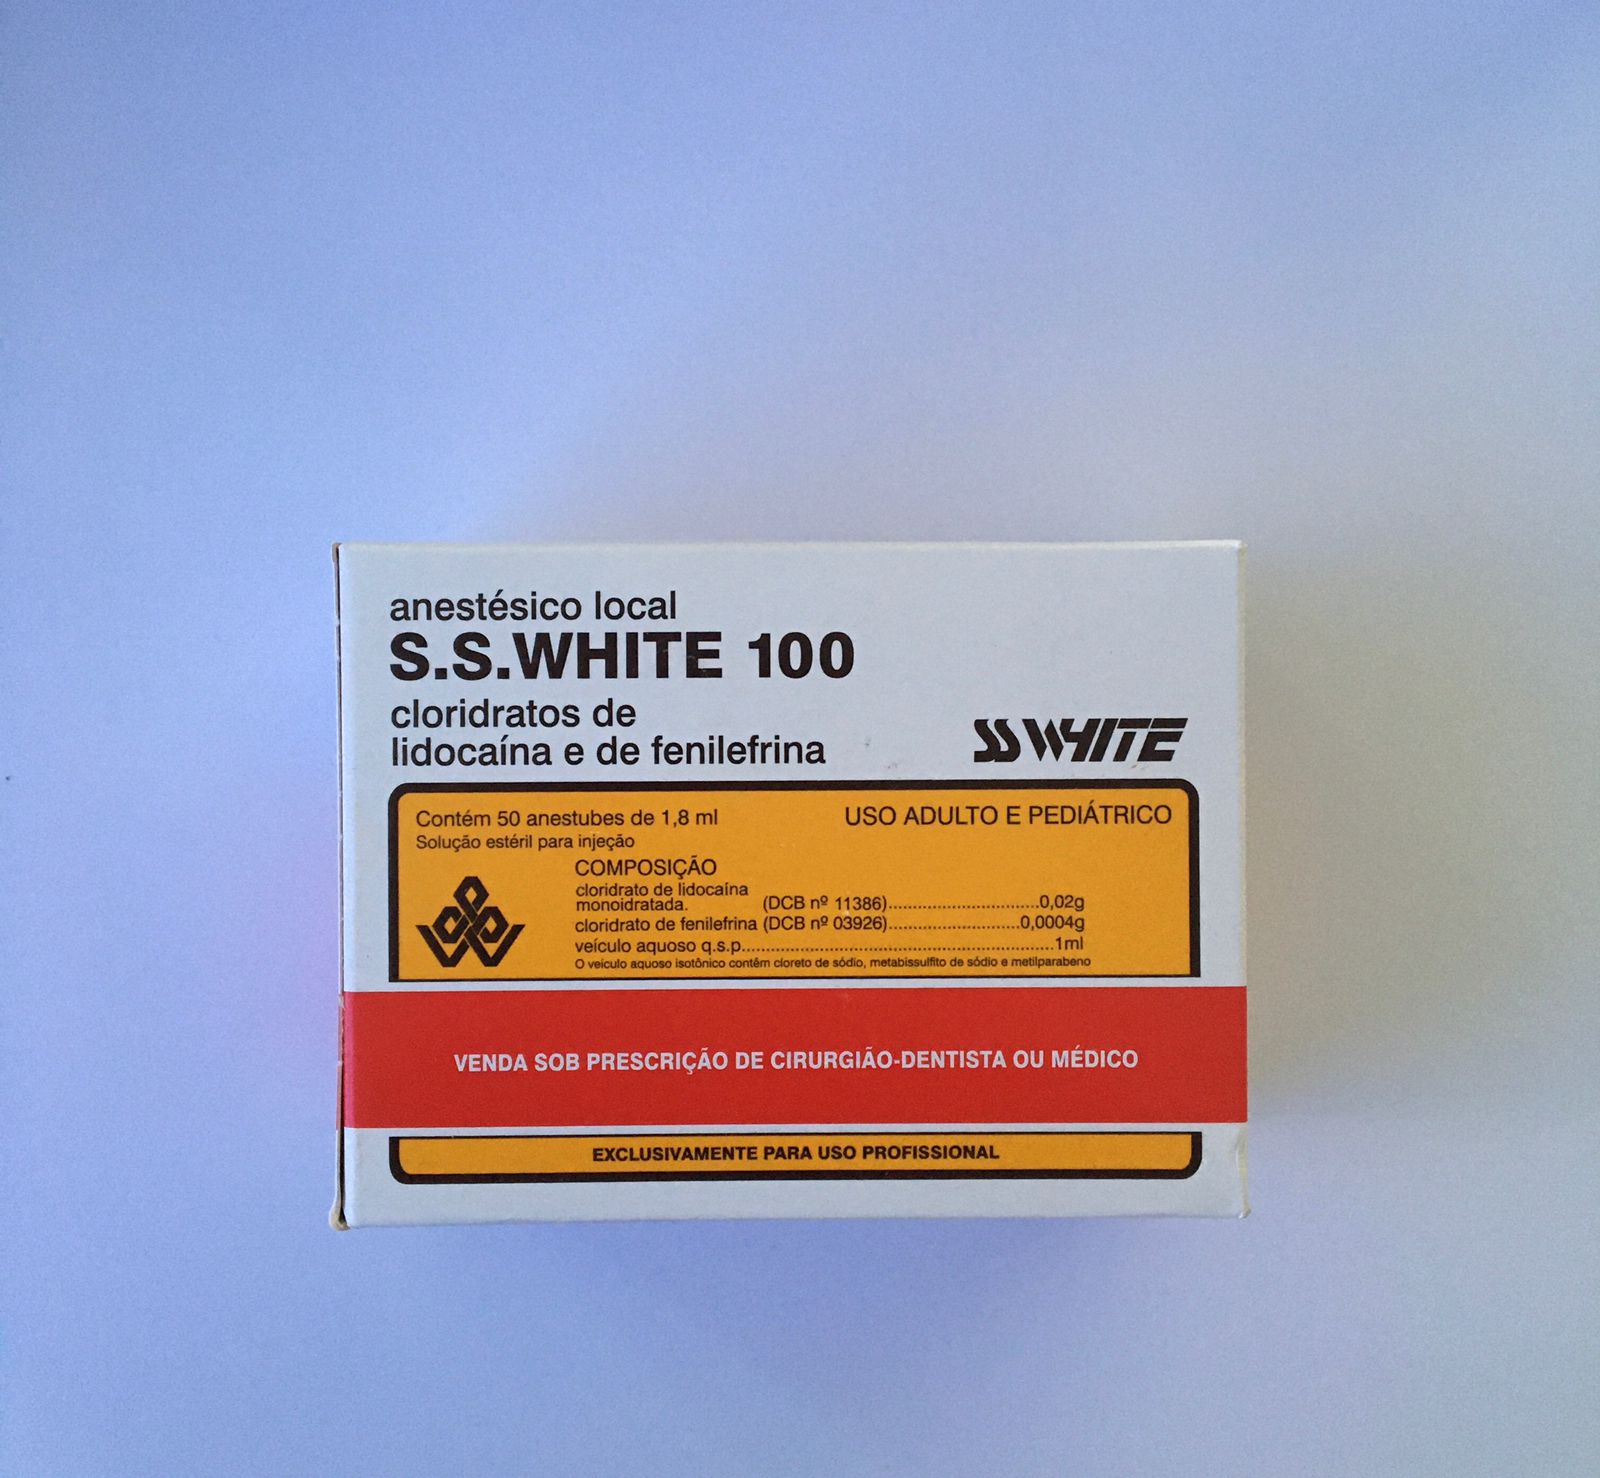 anestésico local
S.S.WHITE 100
cloridratos de
lidocaína e de fenilefrina
SS WHITE
Contém 50 anestubes de 1,8 ml
USO ADULTO E PEDIÁTRICO
Solução estéril para injeção
COMPOSIÇÃO
cloridrato de lidocaína
monoidratada. (DCB nº 11386)..............................0,02g
cloridrato de fenilefrina (DCB nº 03926)......................0,0004g
veículo aquoso q.s.p.....................................................1ml
O veiculo aquoso isotônico contém cloreto de sódio, metabissulfito de sódio e metilparabeno
VENDA SOB PRESCRIÇÃO DE CIRURGIÃO-DENTISTA OU MÉDICO
EXCLUSIVAMENTE PARA USO PROFISSIONAL